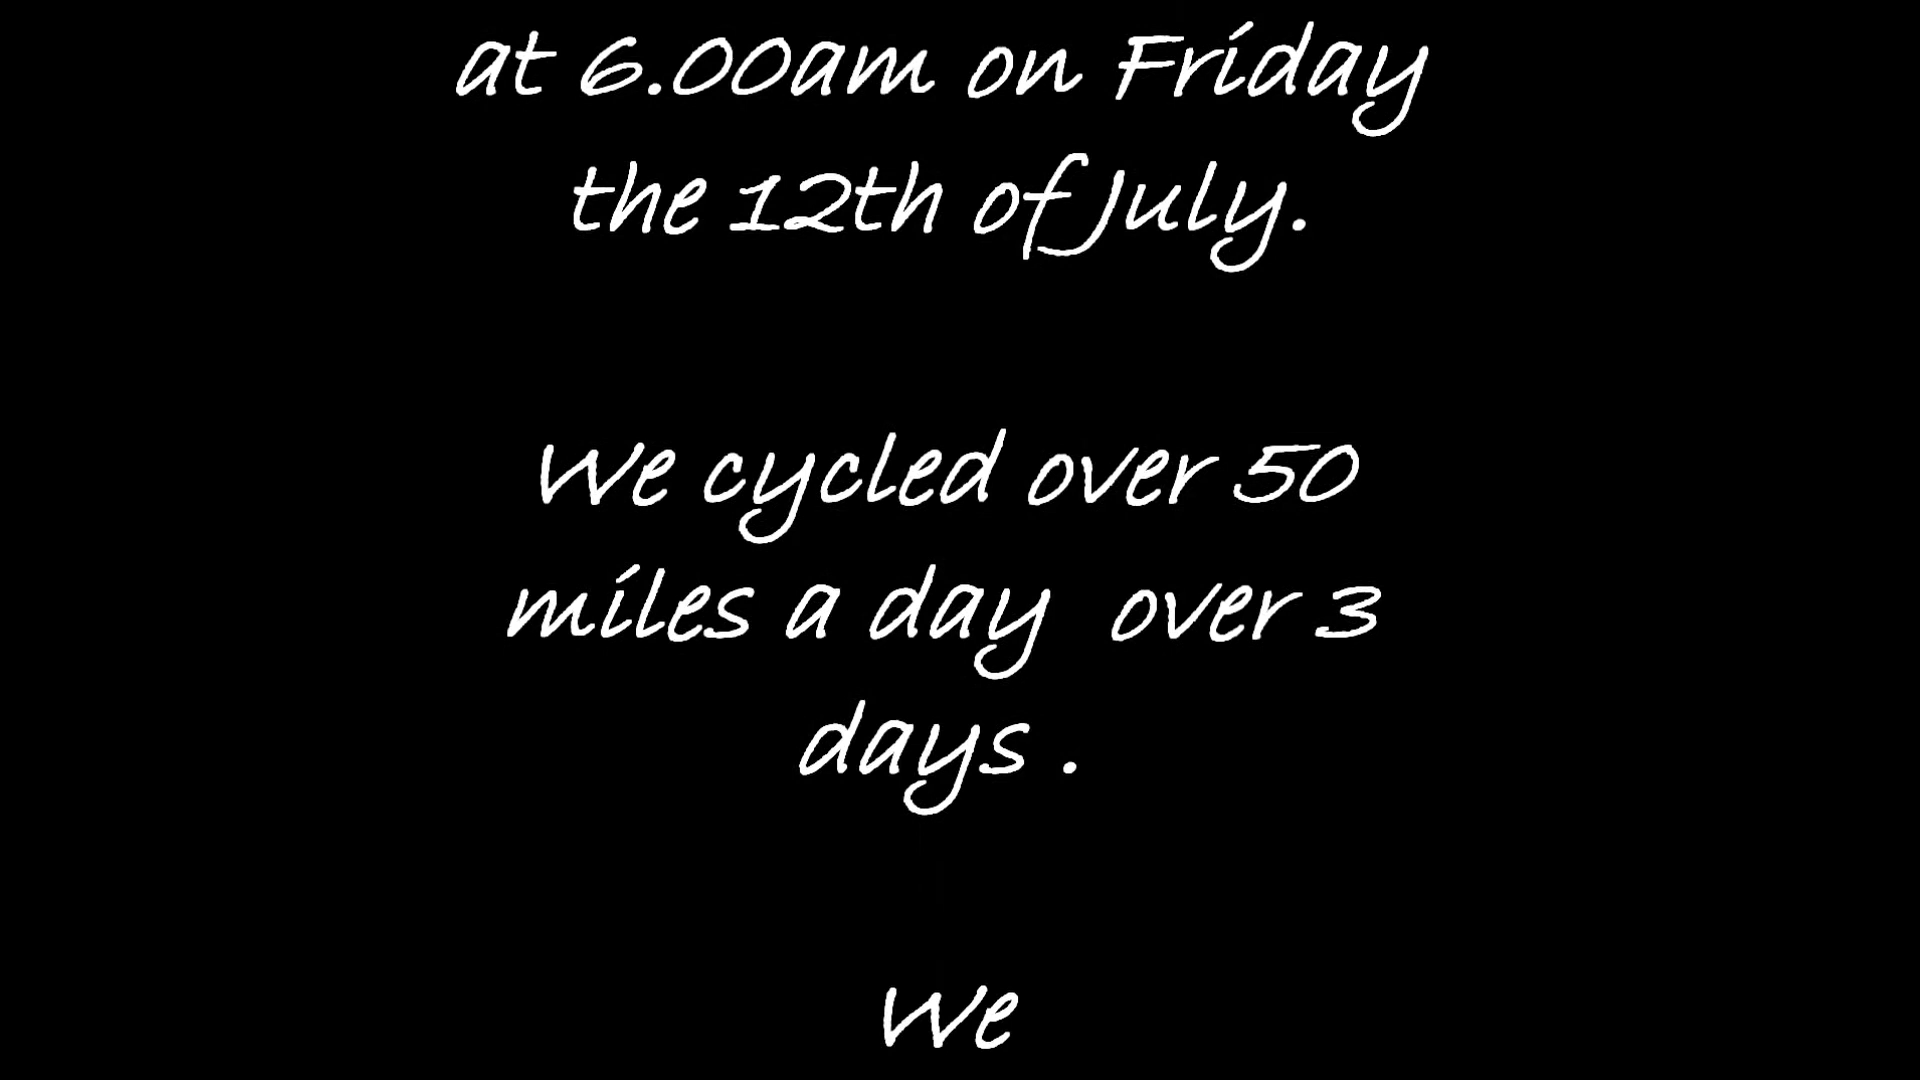 at 6.00am on Friday
the 12th of July.
We cycled over 50
miles a day  over 3
days .
We